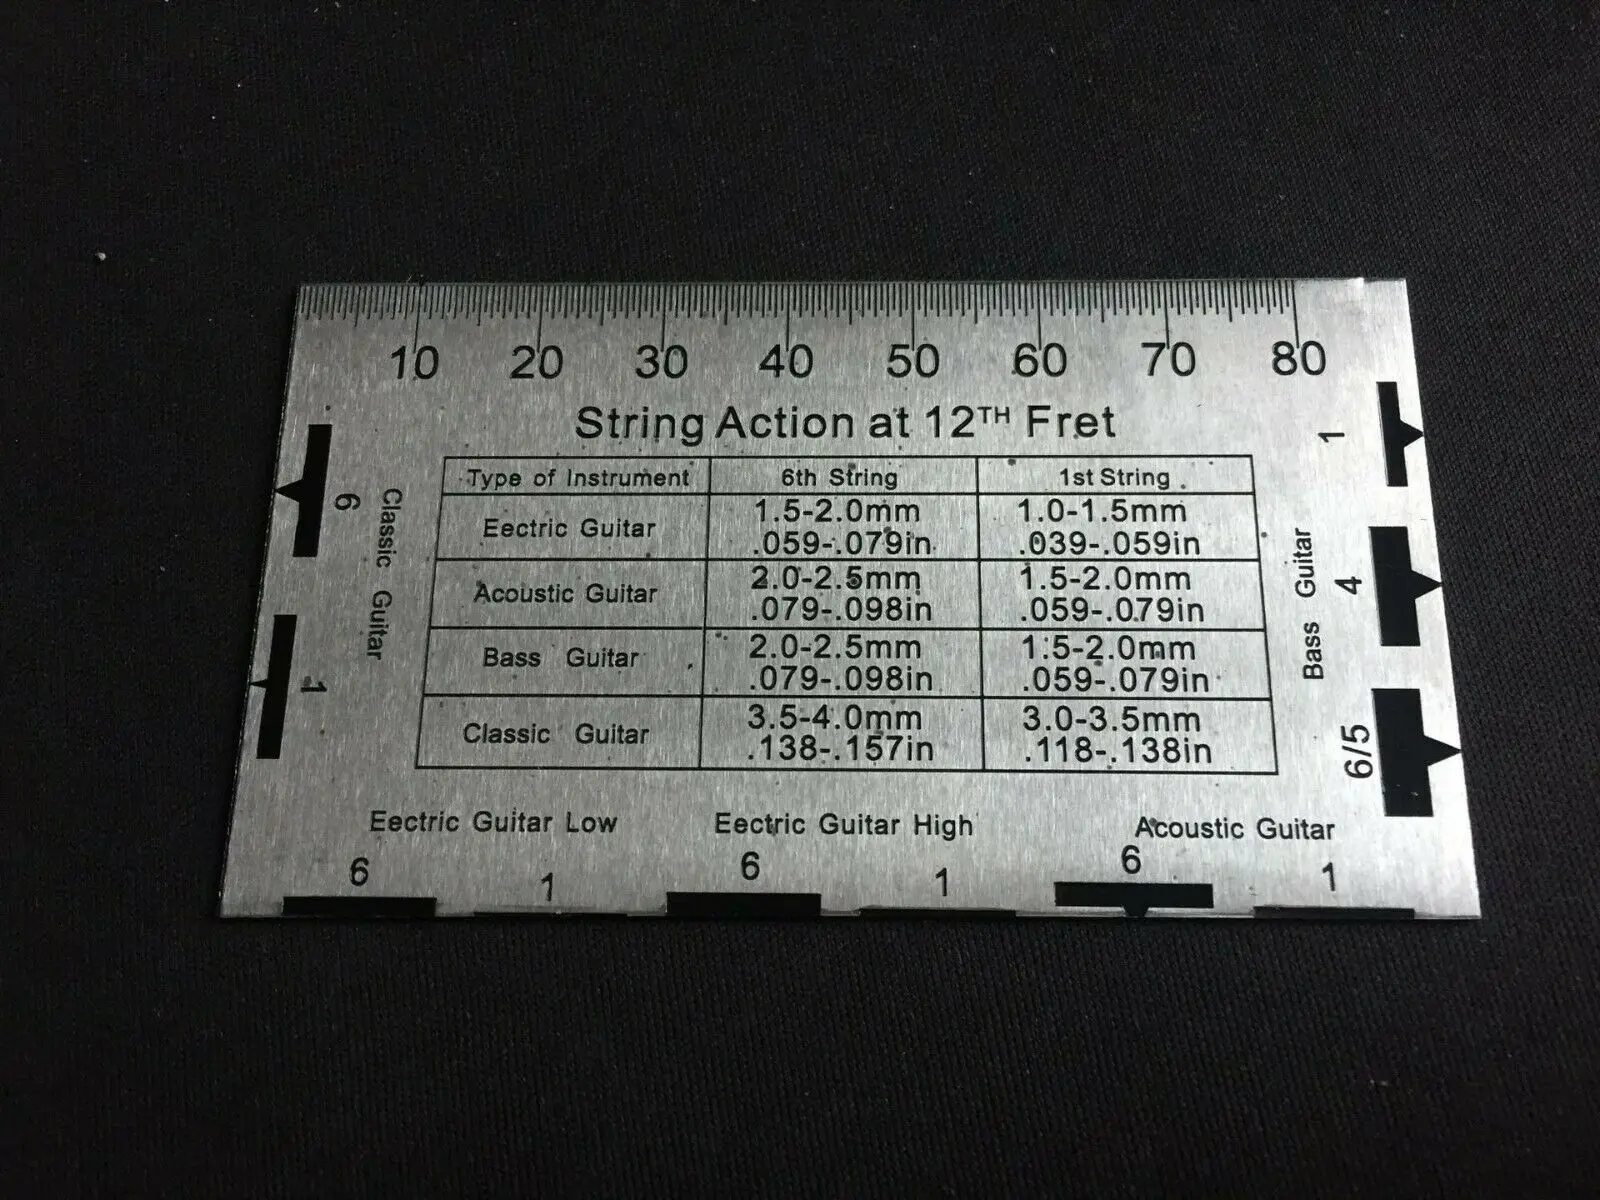 10 20 30 40 50 60 70 80
String Action at 12TH Fret
Type of Instrument 6th String 1st String
Eectric Guitar 1.5-2.0mm 1.0-1.5mm
.059-.079in .039-.059in
Acoustic Guitar 2.0-2.5mm 1.5-2.0mm
.079-.098in .059-.079in
Bass Guitar 2.0-2.5mm 1.5-2.0mm
.079-.098in .059-.079in
Classic Guitar 3.5-4.0mm 3.0-3.5mm
.138-.157in .118-.138in
Classic Guitar
6
1
Bass Guitar
1
4
6/5
Eectric Guitar Low Eectric Guitar High Acoustic Guitar
6 1 6 1 6 1